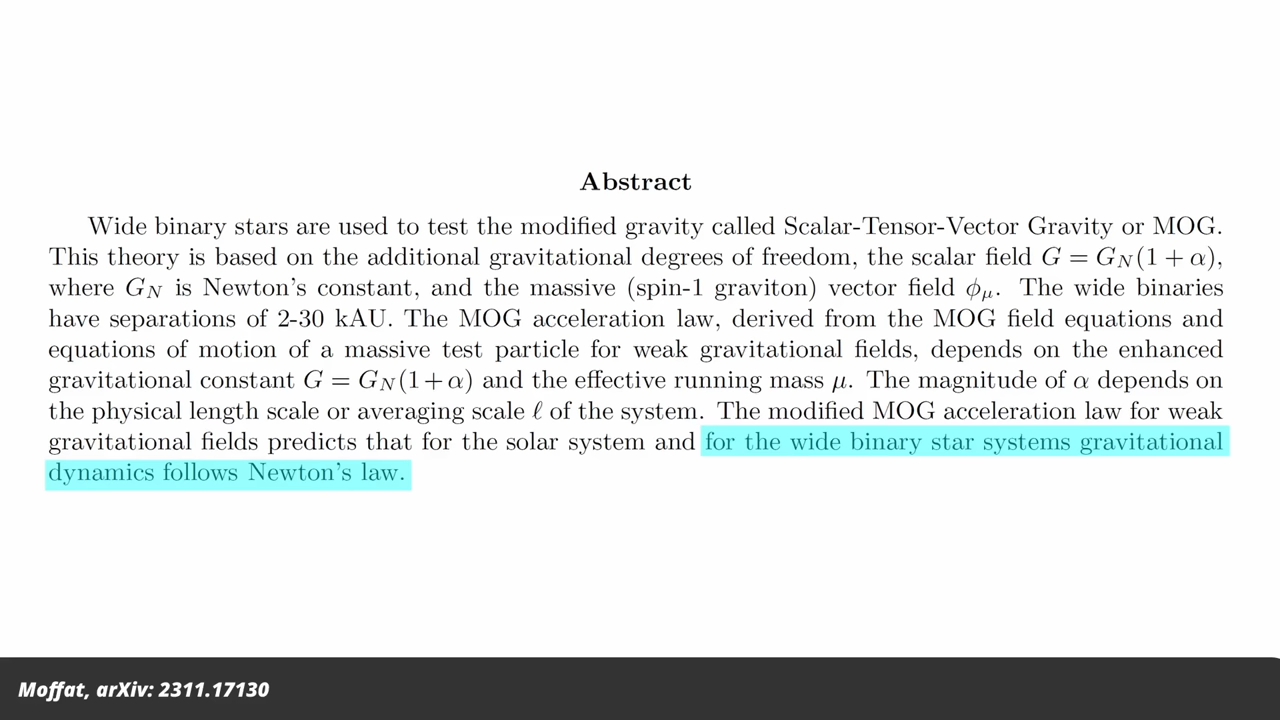 Abstract
Wide binary stars are used to test the modified gravity called Scalar-Tensor-Vector Gravity or MOG.
This theory is based on the additional gravitational degrees of freedom, the scalar field G = G_N(1 + α),
where G_N is Newton's constant, and the massive (spin-1 graviton) vector field ϕ_μ. The wide binaries
have separations of 2-30 kAU. The MOG acceleration law, derived from the MOG field equations and
equations of motion of a massive test particle for weak gravitational fields, depends on the enhanced
gravitational constant G = G_N(1+α) and the effective running mass μ. The magnitude of α depends on
the physical length scale or averaging scale ℓ of the system. The modified MOG acceleration law for weak
gravitational fields predicts that for the solar system and for the wide binary star systems gravitational
dynamics follows Newton's law.
Moffat, arXiv: 2311.17130